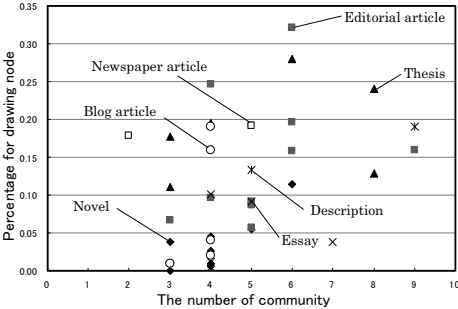 0.35
0.30
0.25
0.20
0.15
0.10
0.05
0.00
Percentage for drawing node
Editorial article
Newspaper article
Thesis
Blog article
Novel
Description
Essay
0 1 2 3 4 5 6 7 8 9 10
The number of community